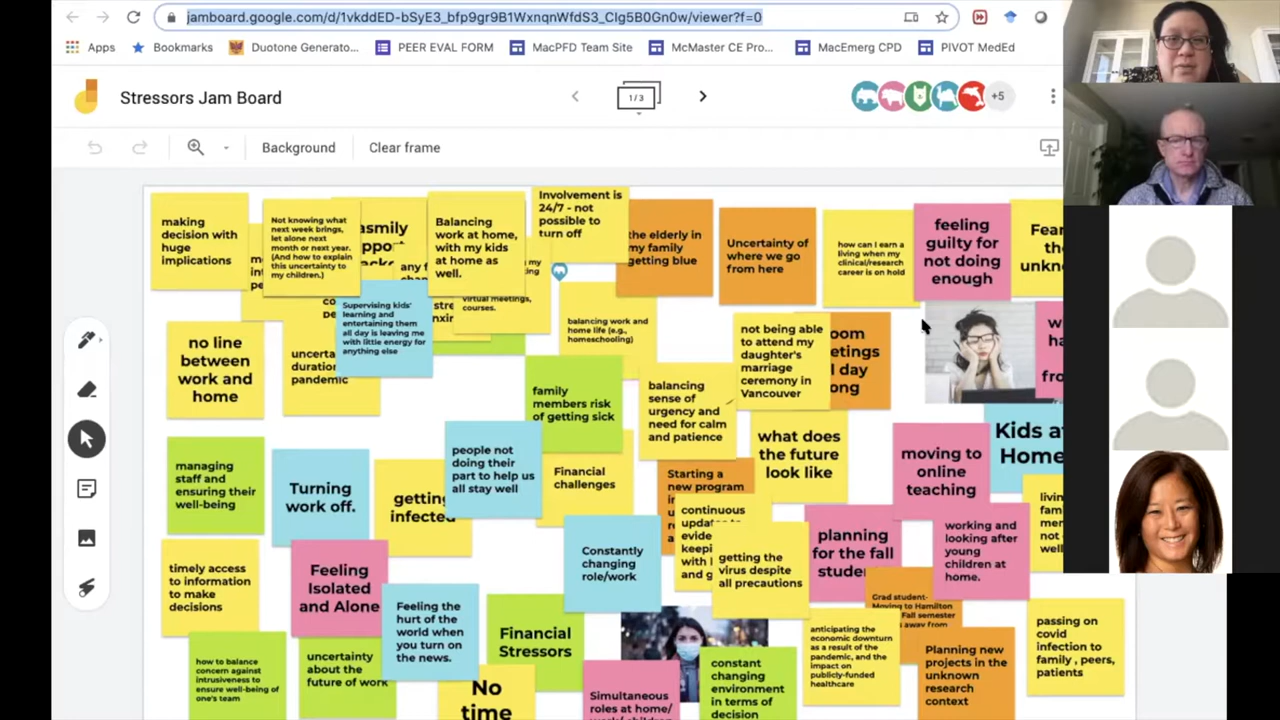 jamboard.google.com/d/1vkddED-bSyE3_bfp9gr9B1WxnqnWfdS3_CIg5B0Gn0w/viewer?f=0
Apps
Bookmarks
Duotone Generato...
PEER EVAL FORM
MacPFD Team Site
McMaster CE Pro...
MacEmerg CPD
PIVOT MedEd
Stressors Jam Board
1/3
+5
Background
Clear frame
making
decision with
huge
implications
Not knowing what
next week brings,
let alone next
month or next year.
(And how to explain
this uncertainty to
my children.)
Balancing
work at home,
with my kids
at home as
well.
Involvement is
24/7 - not
possible to
turn off
the elderly in
my family
getting blue
Uncertainty of
where we go
from here
how can I earn a
living when my
clinical/research
career is on hold
feeling
guilty for
not doing
enough
virtual meetings,
courses.
Supervising kids'
learning and
entertaining them
all day is leaving me
with little energy for
anything else
balancing work and
home life (e.g.,
homeschooling)
no line
between
work and
home
pandemic
family
members risk
of getting sick
balancing
sense of
urgency and
need for calm
and patience
not being able
to attend my
daughter's
marriage
ceremony in
Vancouver
what does
the future
look like
moving to
online
teaching
Kids at
Home
managing
staff and
ensuring their
well-being
Turning
work off.
getting
infected
people not
doing their
part to help us
all stay well
Financial
challenges
Starting a
new program
continuous
getting the
virus despite
all precautions
planning
for the fall
working and
looking after
young
children at
home.
timely access
to information
to make
decisions
Feeling
Isolated
and Alone
Feeling the
hurt of the
world when
you turn on
the news.
Constantly
changing
role/work
Financial
Stressors
Grad student-
Moving to Hamilton
Fall semester
away from
anticipating the
economic downturn
as a result of the
pandemic, and the
impact on
publicly-funded
healthcare
Planning new
projects in the
unknown
research
context
passing on
covid
infection to
family , peers,
patients
how to balance
concern against
intrusiveness to
ensure well-being of
one's team
uncertainty
about the
future of work
No
time
Simultaneous
roles at home/
constant
changing
environment in
terms of
decision